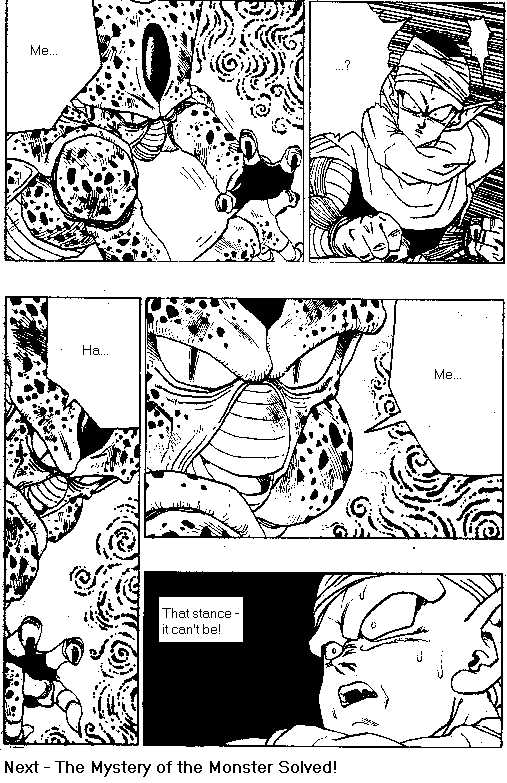 Me...
...?
Ha...
Me...
That stance -
it can't be!
Next - The Mystery of the Monster Solved!